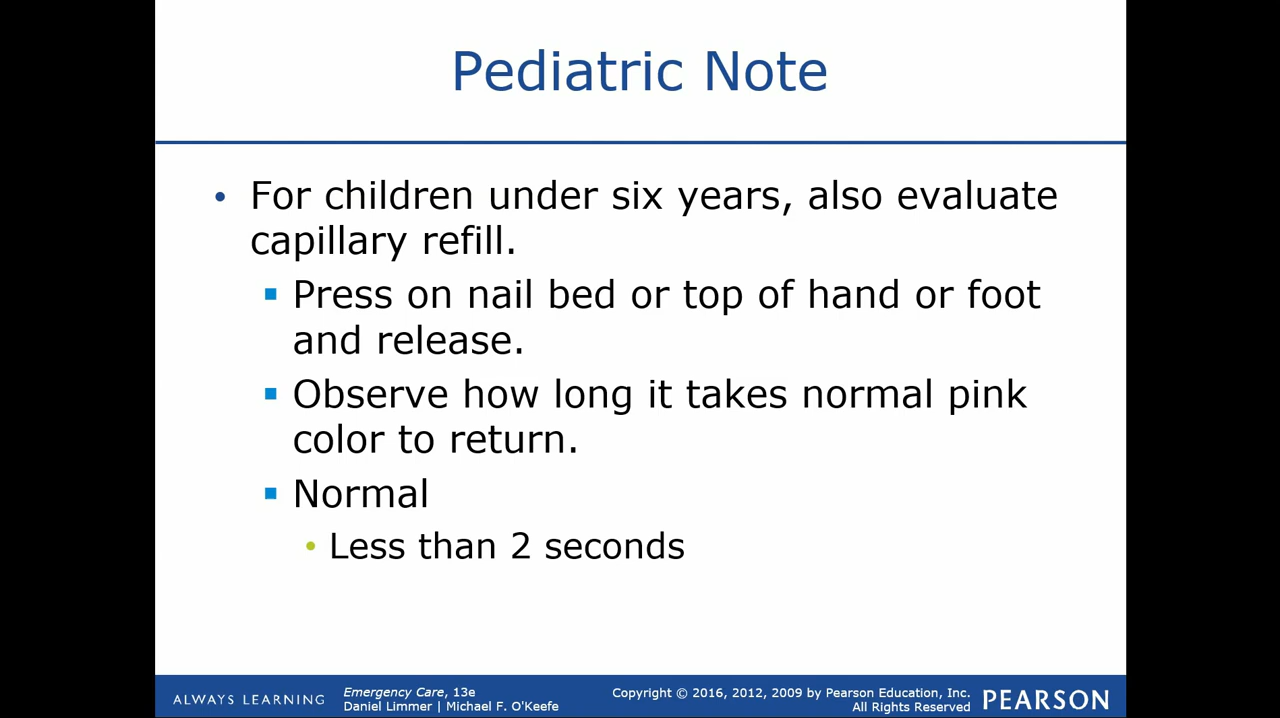 Pediatric Note
• For children under six years, also evaluate
capillary refill.
▪ Press on nail bed or top of hand or foot
and release.
▪ Observe how long it takes normal pink
color to return.
▪ Normal
• Less than 2 seconds
ALWAYS LEARNING
Emergency Care, 13e
Daniel Limmer | Michael F. O'Keefe
Copyright © 2016, 2012, 2009 by Pearson Education, Inc.
All Rights Reserved
PEARSON